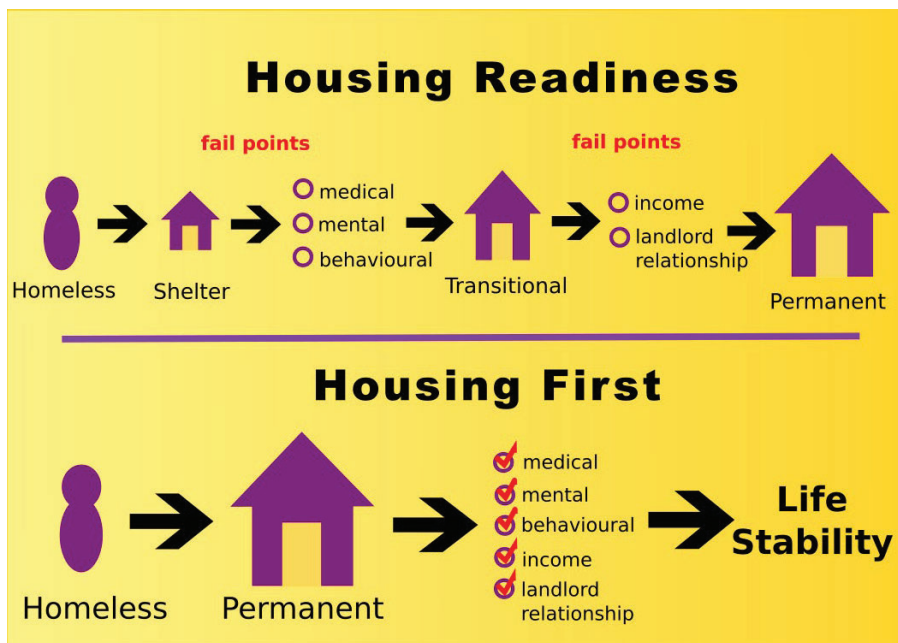 Housing Readiness
fail points
fail points
medical
mental
behavioural
income
landlord
relationship
Homeless
Shelter
Transitional
Permanent
Housing First
medical
mental
behavioural
income
landlord
relationship
Life
Stability
Homeless
Permanent